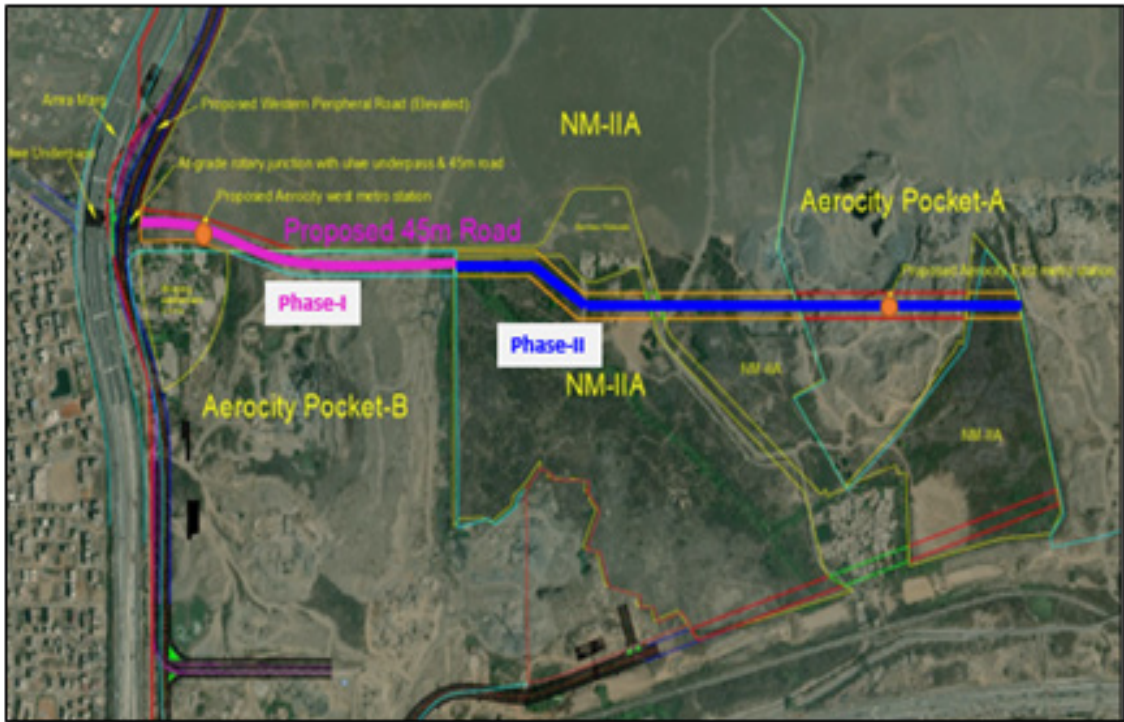 Amra Marg
Proposed Western Peripheral Road (Elevated)
NM-IIA
Underpass
At-grade rotary junction with ulwe underpass & 45m road
Proposed Aerocity west metro station
Aerocity Pocket-A
Proposed 45m Road
Proposed Aerocity East metro station
Phase-I
Phase-II
NM-IIA
NM-IIA
Aerocity Pocket-B
NM-IIA